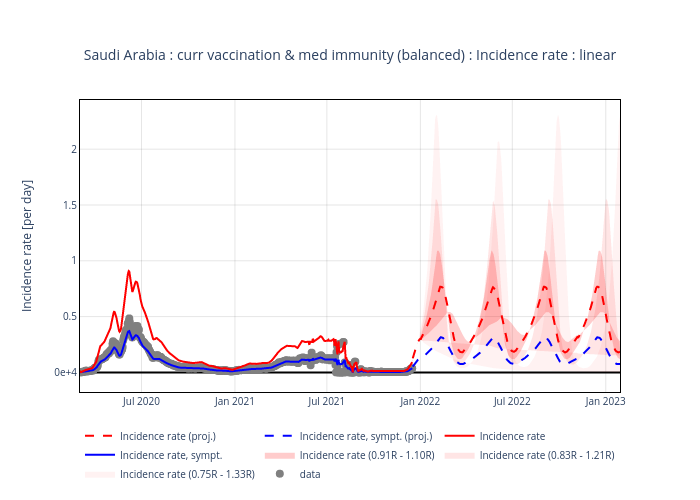 Saudi Arabia : curr vaccination & med immunity (balanced) : Incidence rate : linear
Incidence rate [per day]
2
1.5
1
0.5
0e+4
Jul 2020
Jan 2021
Jul 2021
Jan 2022
Jul 2022
Jan 2023
Incidence rate (proj.)
Incidence rate, sympt. (proj.)
Incidence rate
Incidence rate, sympt.
Incidence rate (0.91R - 1.10R)
Incidence rate (0.83R - 1.21R)
Incidence rate (0.75R - 1.33R)
data